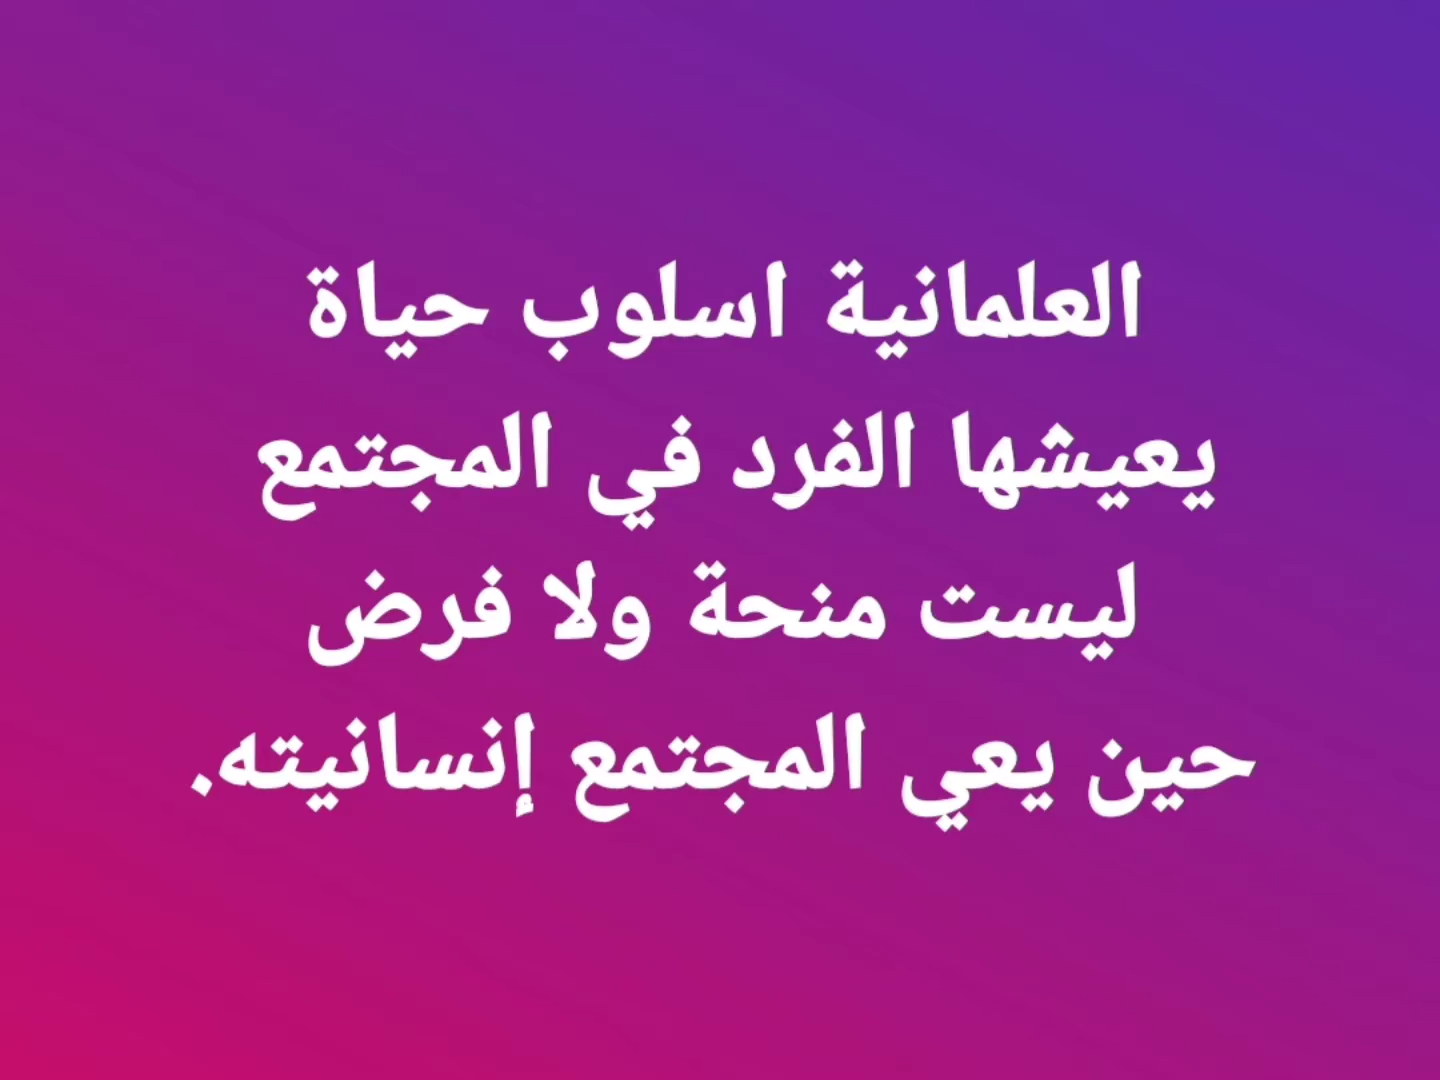 العلمانية اسلوب حياة
يعيشها الفرد في المجتمع
ليست منحة ولا فرض
حين يعي المجتمع إنسانيته.